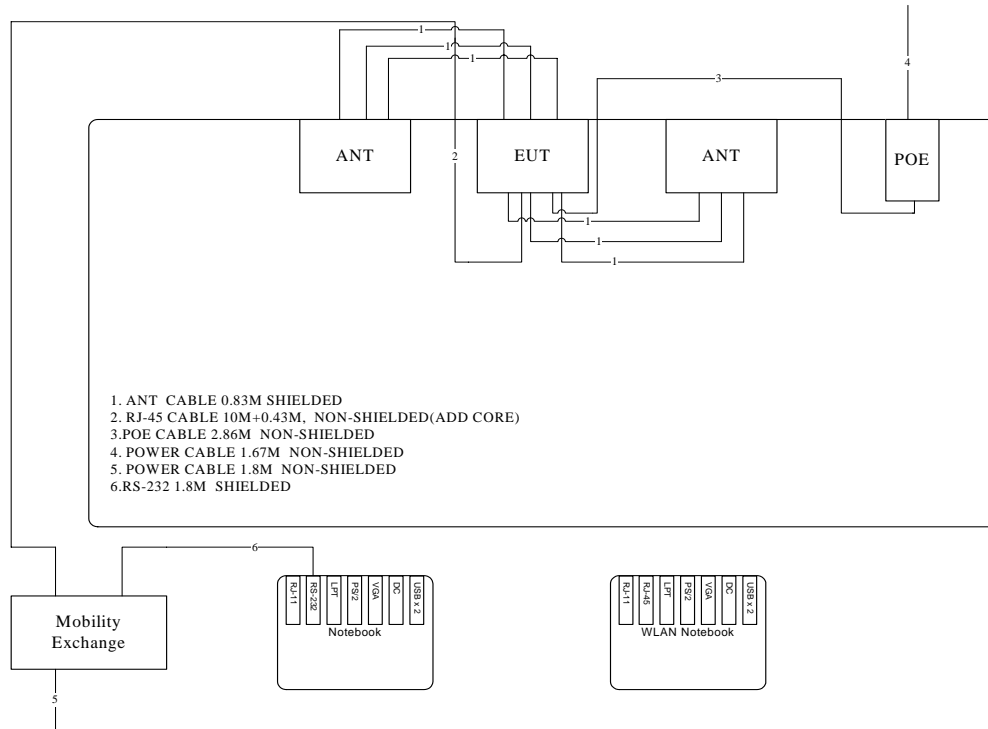 1
1
1
3
4
ANT
EUT
ANT
POE
2
1
1
1
1. ANT CABLE 0.83M SHIELDED
2. RJ-45 CABLE 10M+0.43M, NON-SHIELDED(ADD CORE)
3.POE CABLE 2.86M NON-SHIELDED
4. POWER CABLE 1.67M NON-SHIELDED
5. POWER CABLE 1.8M NON-SHIELDED
6.RS-232 1.8M SHIELDED
6
Mobility
Exchange
5
RJ-11
RS-232
LPT
PS/2
VGA
DC
USB x 2
Notebook
RJ-11
RJ-45
LPT
PS/2
VGA
DC
USB x 2
WLAN Notebook